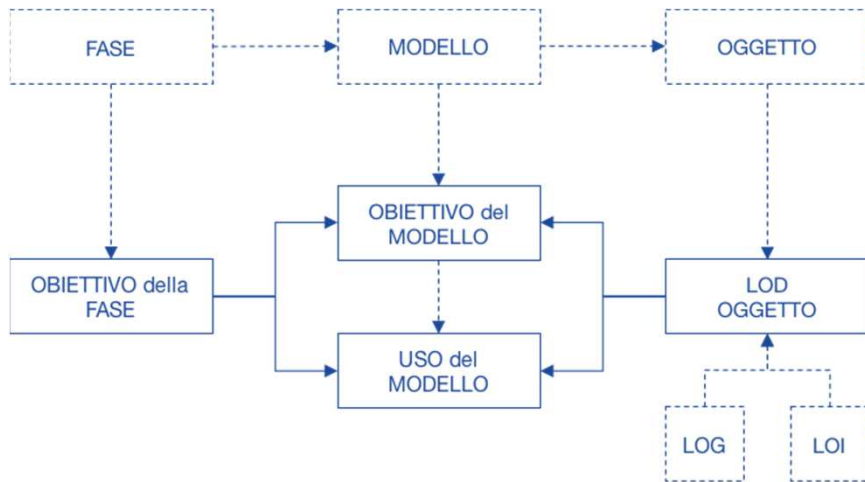 FASE
MODELLO
OGGETTO
OBIETTIVO del
MODELLO
OBIETTIVO della
FASE
LOD
OGGETTO
USO del
MODELLO
LOG
LOI